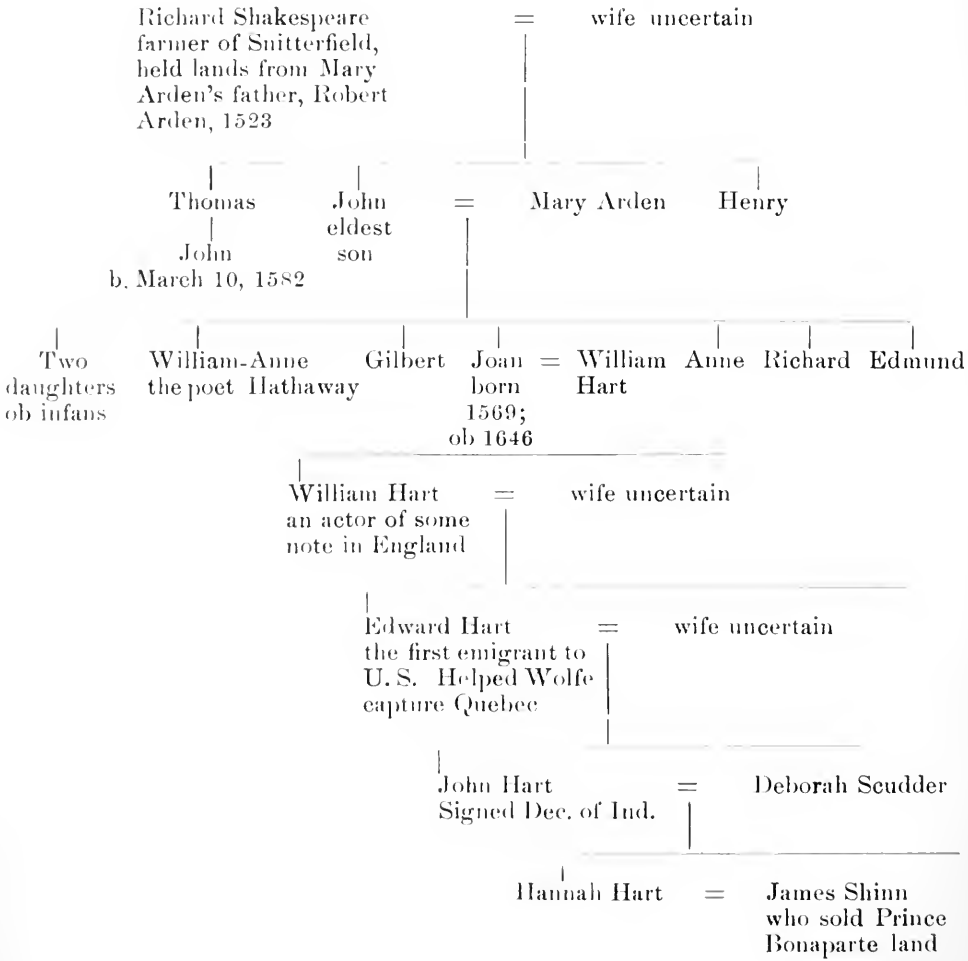 Richard Shakespeare = wife uncertain
farmer of Snitterfield,
held lands from Mary
Arden's father, Robert
Arden, 1523
Thomas John = Mary Arden Henry
eldest
John son
b. March 10, 1582
Two William-Anne Gilbert Joan = William Anne Richard Edmund
daughters the poet Hathaway born Hart
ob infans 1569;
ob 1646
William Hart = wife uncertain
an actor of some
note in England
Edward Hart = wife uncertain
the first emigrant to
U. S. Helped Wolfe
capture Quebec
John Hart = Deborah Scudder
Signed Dec. of Ind.
Hannah Hart = James Shinn
who sold Prince
Bonaparte land